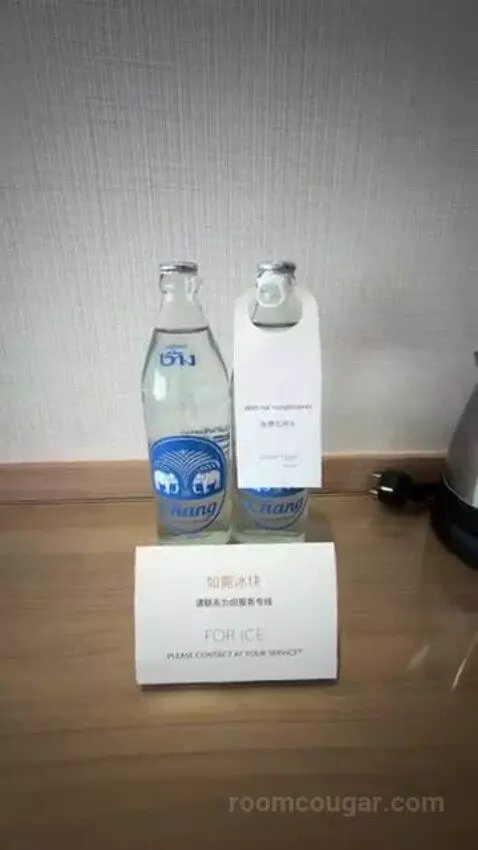 ช้าง
Chang
Chang
With our compliments
免费饮用水
如需冰块
请联系为您服务专线
FOR ICE
PLEASE CONTACT AT YOUR SERVICE®
roomcougar.com